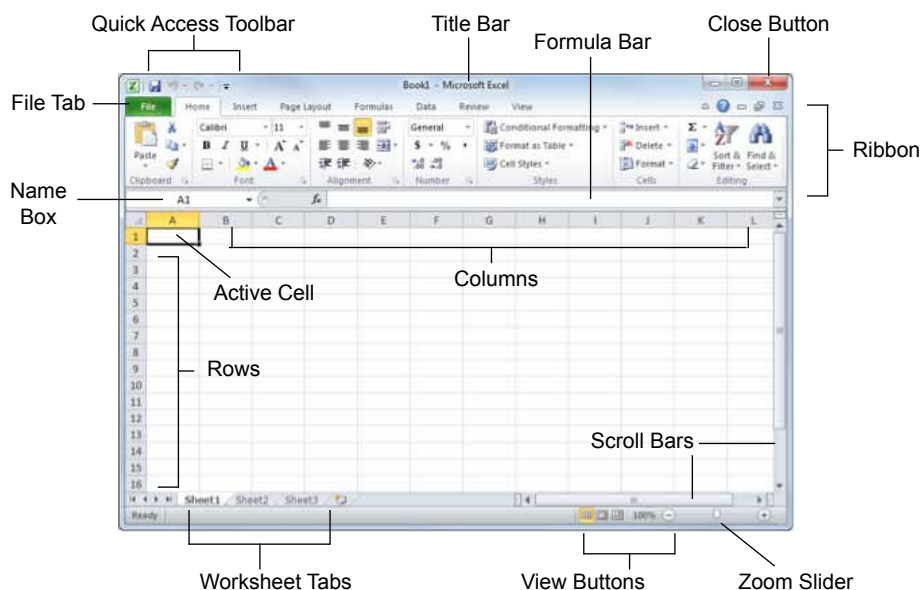 Quick Access Toolbar
Title Bar
Close Button
Formula Bar
Book1 - Microsoft Excel
File Tab
File Home Insert Page Layout Formulas Data Review View
Calibri 11 General Conditional Formatting Insert Σ
Paste B I U A A $ % , Format as Table Delete Sort & Find &
Cell Styles Format Filter Select
Clipboard Font Alignment Number Styles Cells Editing
Ribbon
Name
Box
A1 fx
A B C D E F G H I J K L
1
2
3
4
5
6
7
8
9
10
11
12
13
14
15
16
Columns
Active Cell
Rows
Scroll Bars
Sheet1 Sheet2 Sheet3
Ready 100%
Worksheet Tabs
View Buttons
Zoom Slider